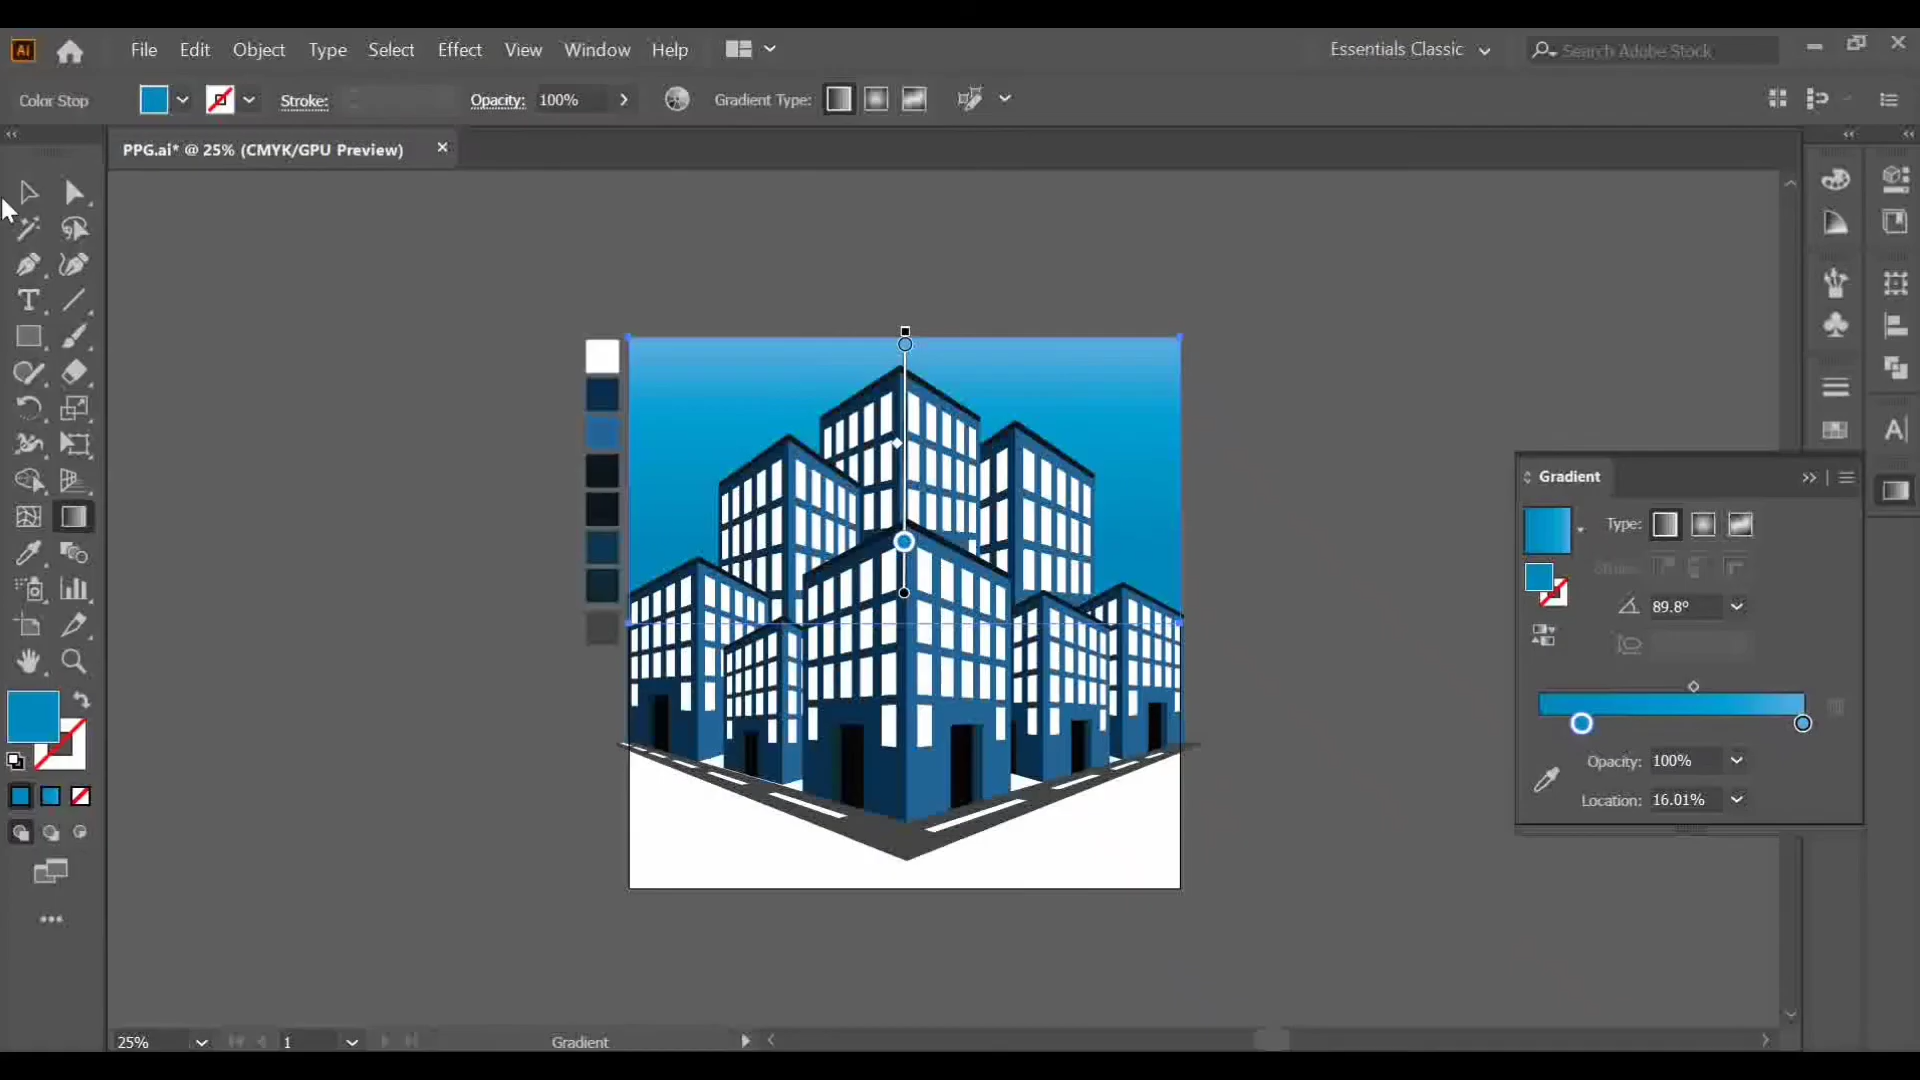 Ai File Edit Object Type Select Effect View Window Help Essentials Classic Search Adobe Stock
Color Stop Stroke: Opacity: 100% Gradient Type:
PPG.ai* @ 25% (CMYK/GPU Preview)
Gradient
Type:
Stroke:
89.8°
Opacity: 100%
Location: 16.01%
25% 1 Gradient